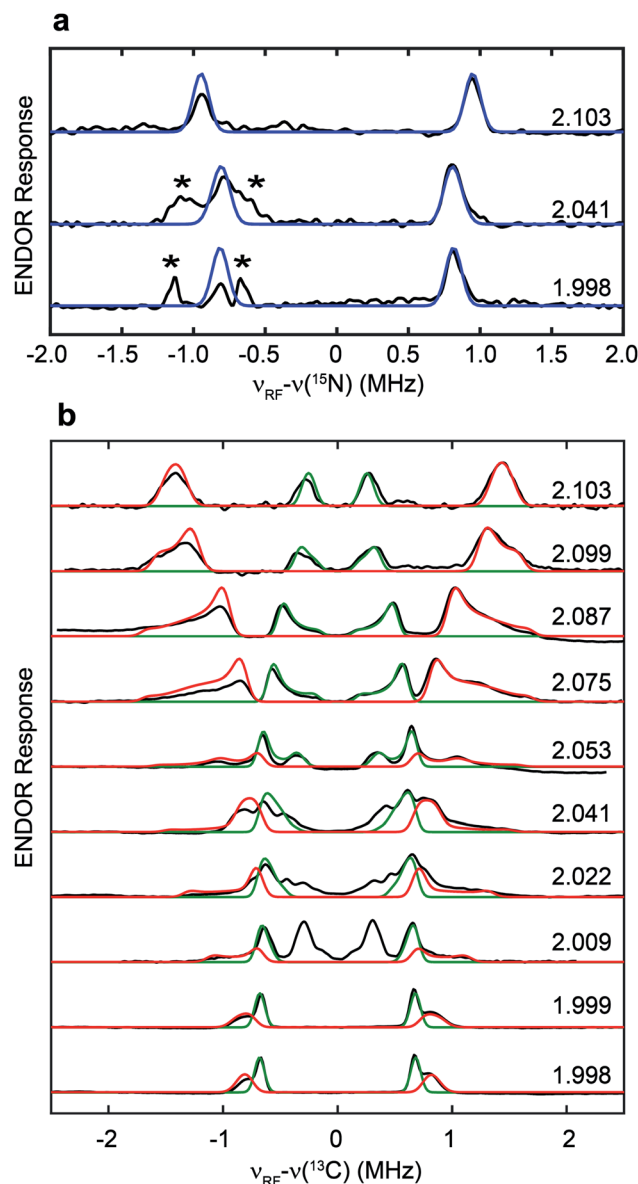 a
ENDOR Response
2.103
* *
2.041
* *
1.998
-2.0 -1.5 -1.0 -0.5 0 0.5 1.0 1.5 2.0
νRF-ν(15N) (MHz)
b
ENDOR Response
2.103
2.099
2.087
2.075
2.053
2.041
2.022
2.009
1.999
1.998
-2 -1 0 1 2
νRF-ν(13C) (MHz)